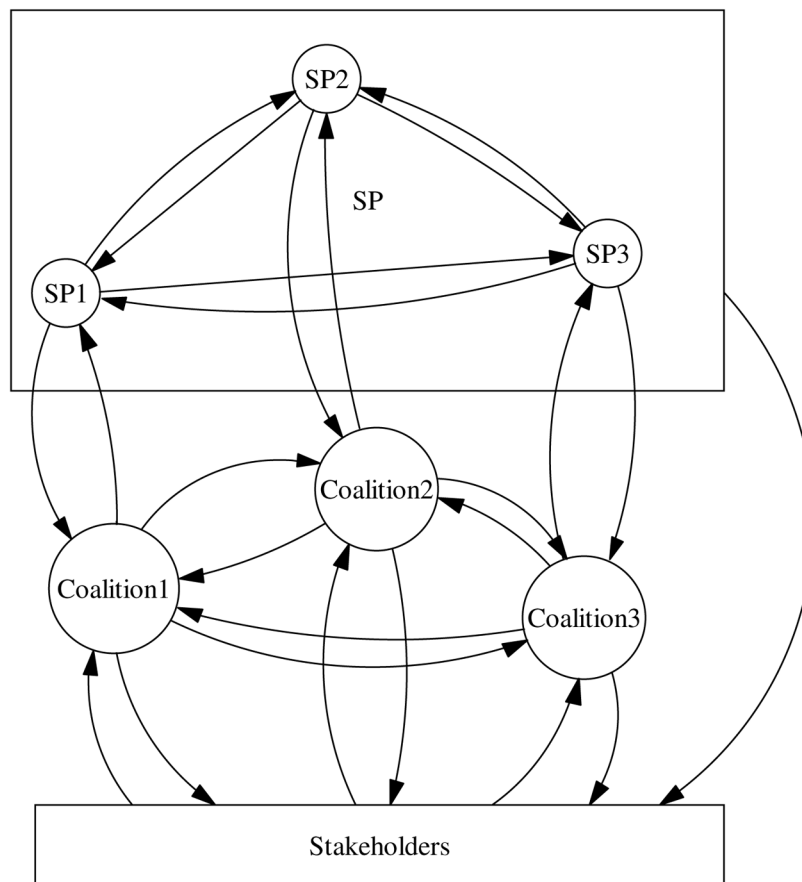 SP2
SP
SP3
SP1
Coalition2
Coalition1
Coalition3
Stakeholders